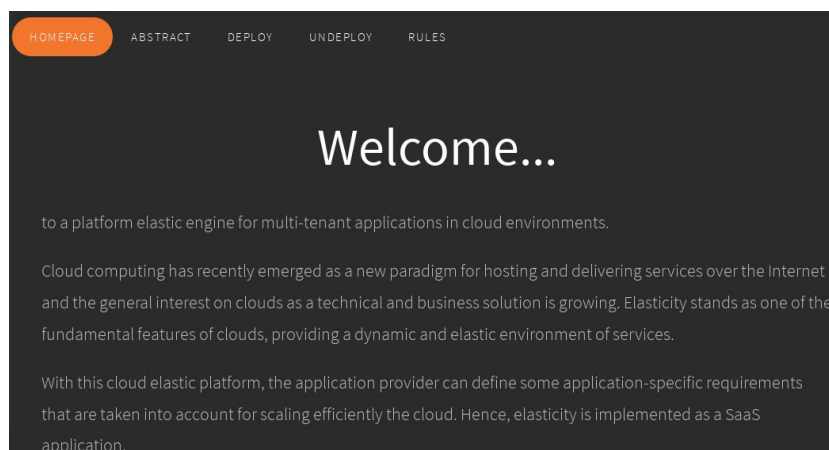 HOMEPAGE ABSTRACT DEPLOY UNDEPLOY RULES
Welcome...
to a platform elastic engine for multi-tenant applications in cloud environments.
Cloud computing has recently emerged as a new paradigm for hosting and delivering services over the Internet
and the general interest on clouds as a technical and business solution is growing. Elasticity stands as one of the
fundamental features of clouds, providing a dynamic and elastic environment of services.
With this cloud elastic platform, the application provider can define some application-specific requirements
that are taken into account for scaling efficiently the cloud. Hence, elasticity is implemented as a SaaS
application.